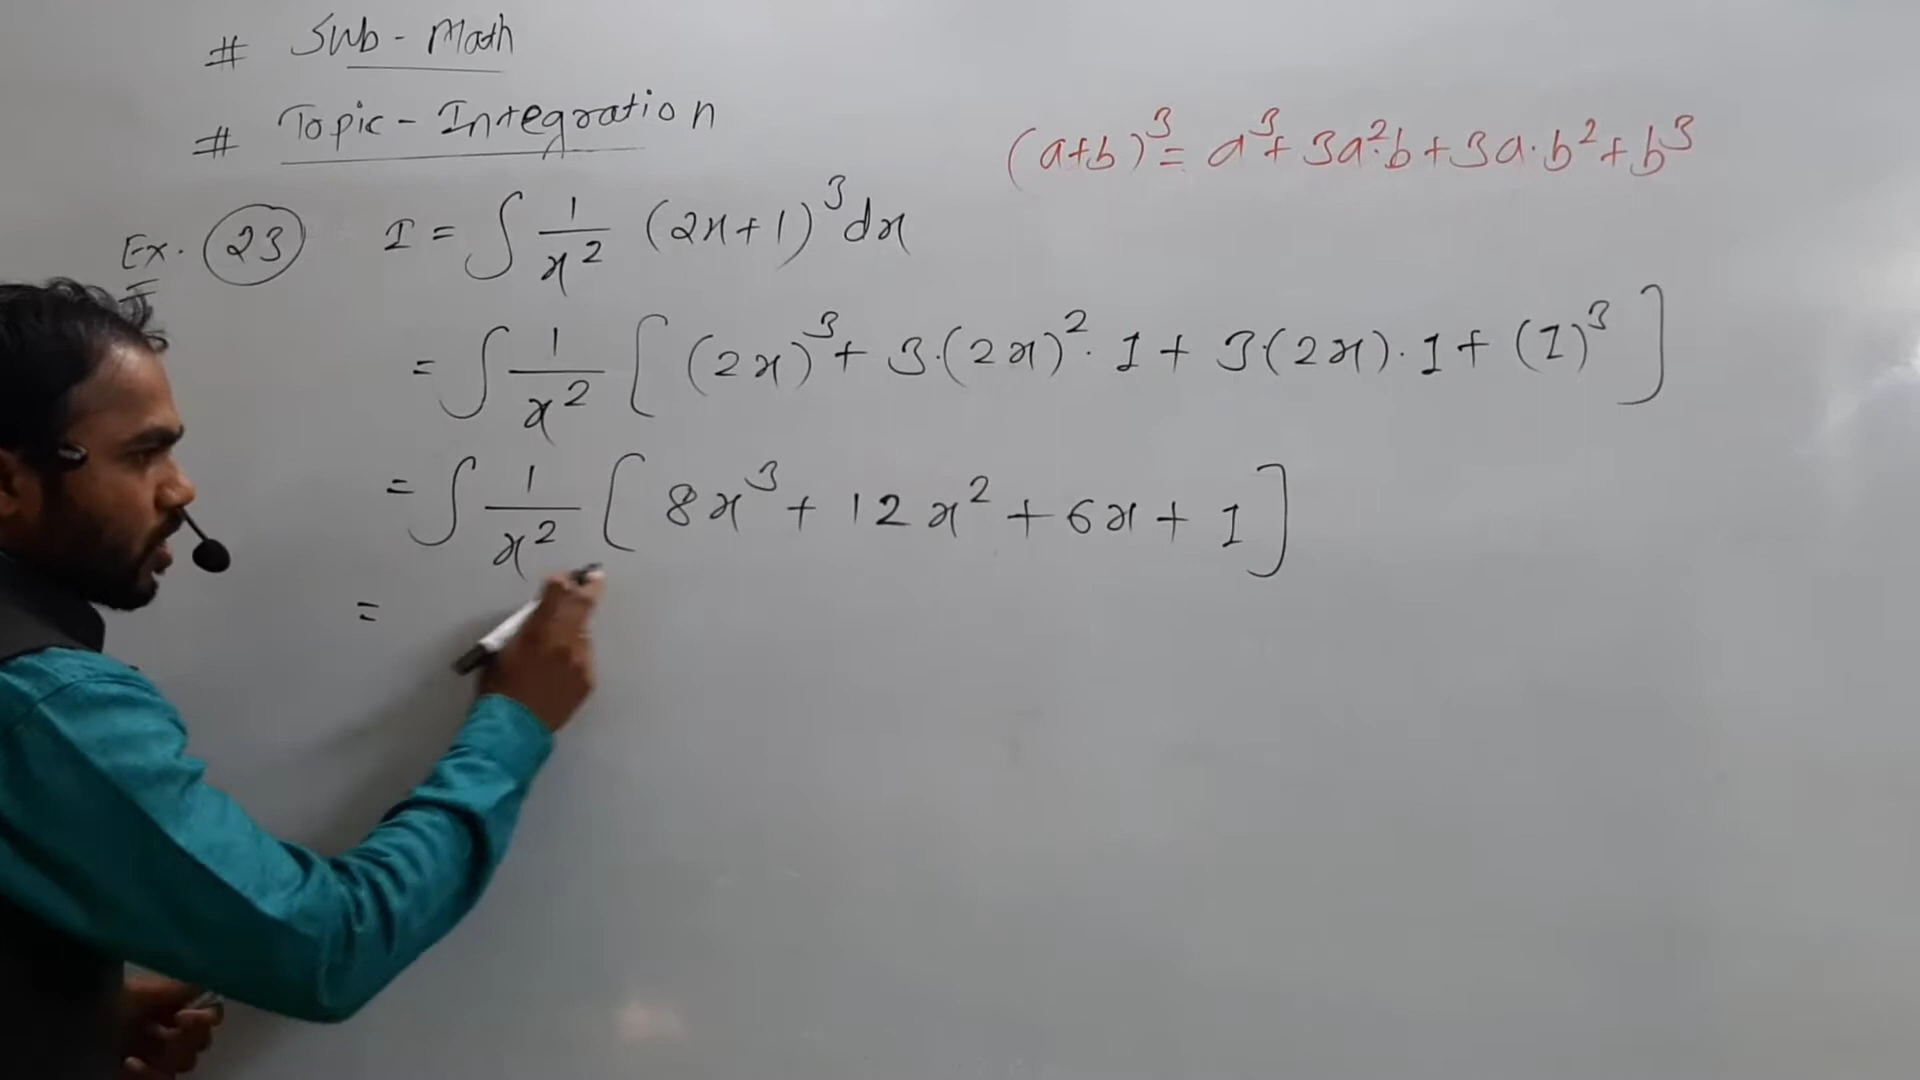 # Sub - Math
# Topic - Integration
(a+b)³ = a³ + 3a²·b + 3a·b² + b³
Ex. I (23) I = ∫ 1/x² (2x+1)³ dx
= ∫ 1/x² [ (2x)³ + 3·(2x)²·1 + 3·(2x)·1 + (1)³ ]
= ∫ 1/x² [ 8x³ + 12x² + 6x + 1 ]
=